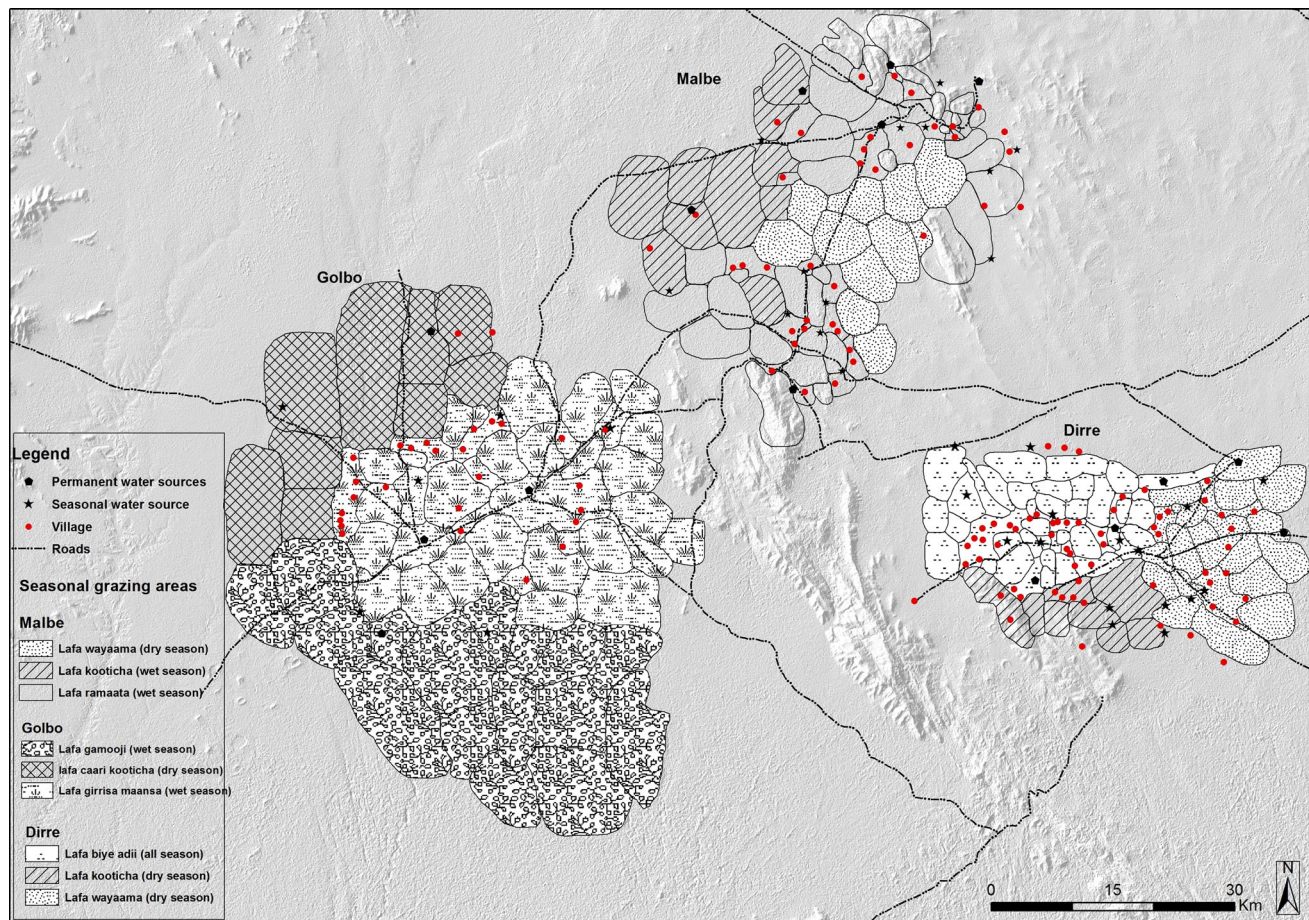 Malbe
Golbo
Dirre
Legend
Permanent water sources
Seasonal water source
Village
Roads
Seasonal grazing areas
Malbe
Lafa wayaama (dry season)
Lafa kooticha (wet season)
Lafa ramaata (wet season)
Golbo
Lafa gamooji (wet season)
lafa caari kooticha (dry season)
Lafa girrisa maansa (wet season)
Dirre
Lafa biye adii (all season)
Lafa kooticha (dry season)
Lafa wayaama (dry season)
N
0 15 30
Km